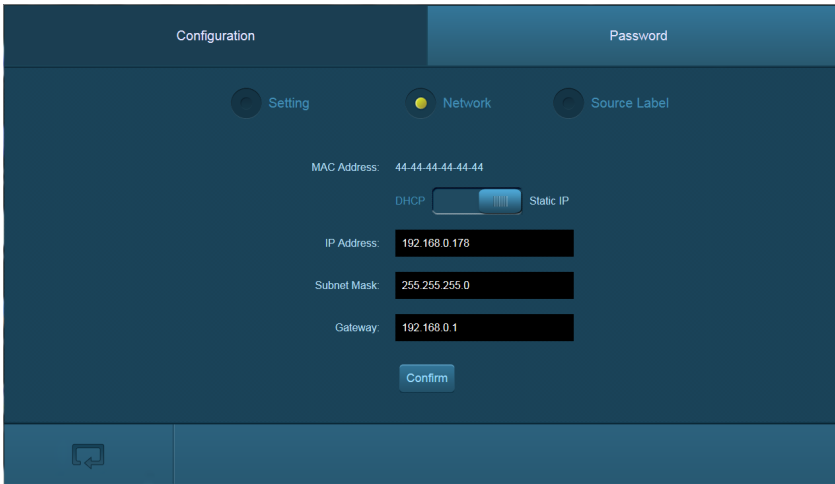 Configuration Password
Setting Network Source Label
MAC Address: 44-44-44-44-44-44
DHCP Static IP
IP Address: 192.168.0.178
Subnet Mask: 255.255.255.0
Gateway: 192.168.0.1
Confirm